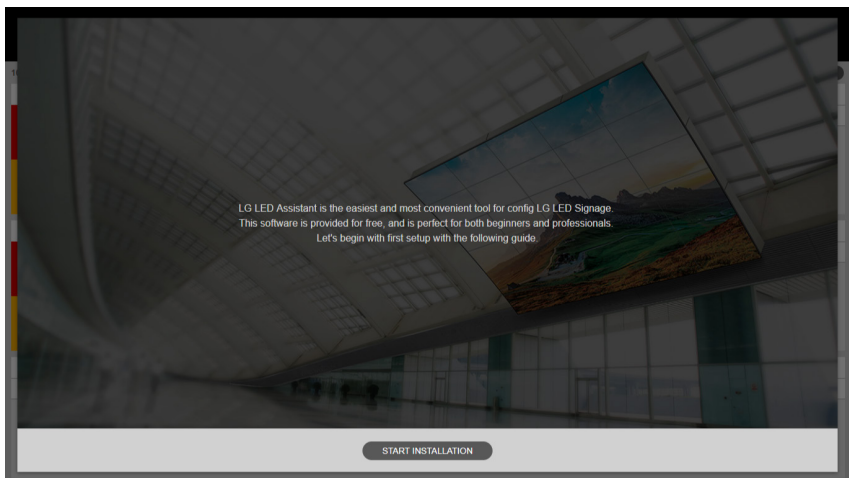 LG LED Assistant is the easiest and most convenient tool for config LG LED Signage.
This software is provided for free, and is perfect for both beginners and professionals.
Let's begin with first setup with the following guide.
START INSTALLATION